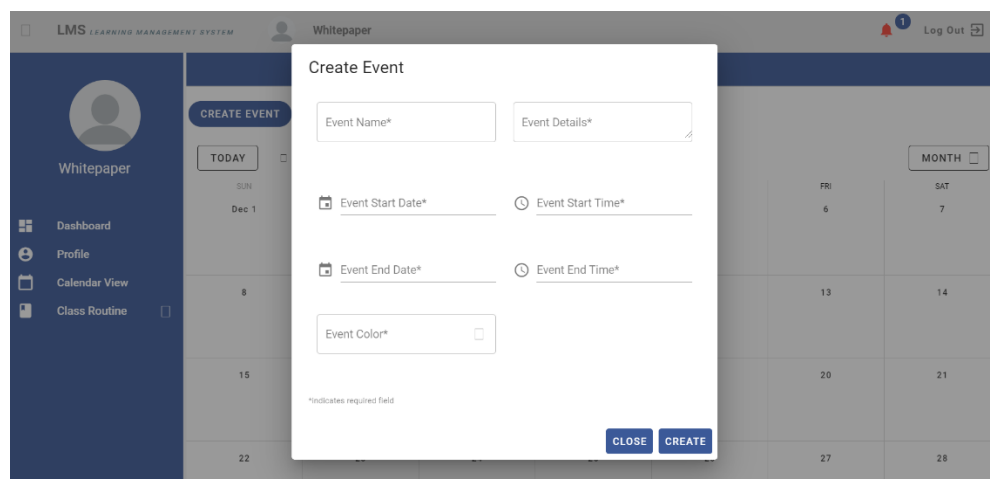 LMS LEARNING MANAGEMENT SYSTEM Whitepaper 1 Log Out
Create Event
CREATE EVENT
Event Name* Event Details*
TODAY MONTH
Whitepaper
SUN FRI SAT
Dec 1 6 7
Event Start Date* Event Start Time*
Dashboard
Profile
Event End Date* Event End Time*
Calendar View
8 13 14
Class Routine
Event Color*
15 20 21
*Indicates required field
CLOSE CREATE
22 27 28